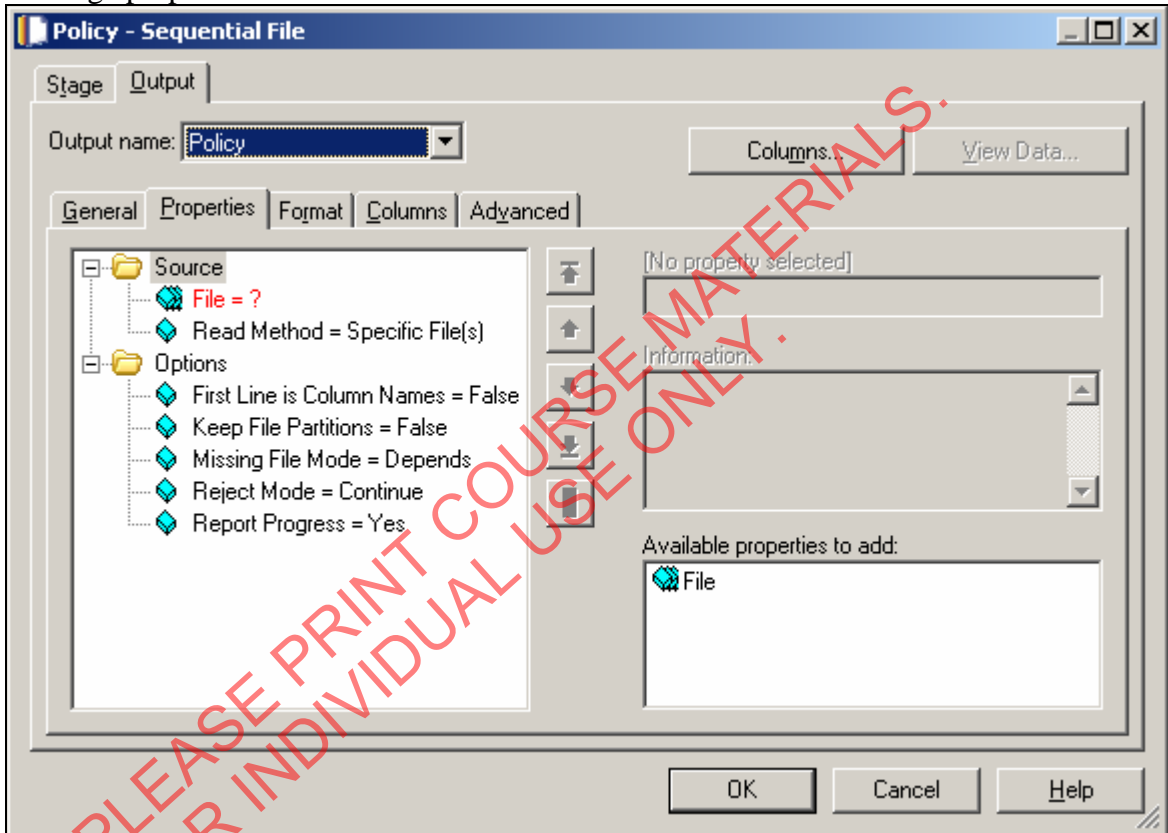 Policy - Sequential File
Stage Output
Output name: Policy
Columns... View Data...
General Properties Format Columns Advanced
Source
File = ?
Read Method = Specific File(s)
Options
First Line is Column Names = False
Keep File Partitions = False
Missing File Mode = Depends
Reject Mode = Continue
Report Progress = Yes
[No property selected]
Information:
Available properties to add:
File
OK Cancel Help
PLEASE PRINT COURSE MATERIALS.
R INDIVIDUAL USE ONLY.